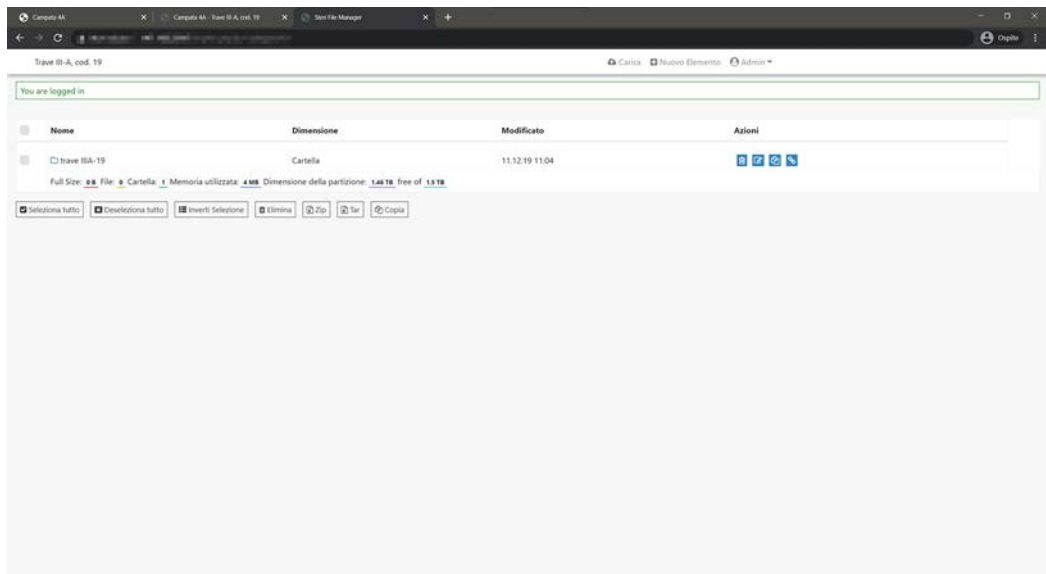 Campata 4A
Campata 4A - Trave III-A, cod. 19
Steri File Manager
Ospite
Trave III-A, cod. 19
Carica
Nuovo Elemento
Admin
You are logged in
Nome Dimensione Modificato Azioni
trave IIIA-19 Cartella 11.12.19 11:04
Full Size: 0 B File: 0 Cartella: 1 Memoria utilizzata: 4 MB Dimensione della partizione: 1.46 TB free of 1.5 TB
Seleziona tutto Deseleziona tutto Inverti Selezione Elimina Zip Tar Copia